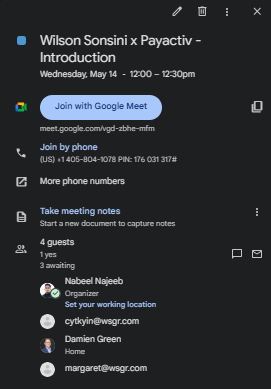 Wilson Sonsini x Payactiv -
Introduction
Wednesday, May 14 - 12:00 – 12:30pm
Join with Google Meet
meet.google.com/vgd-zbhe-mfm
Join by phone
(US) +1 405-804-1078 PIN: 176 031 317#
More phone numbers
Take meeting notes
Start a new document to capture notes
4 guests
1 yes
3 awaiting
Nabeel Najeeb
Organizer
Set your working location
cytkyin@wsgr.com
Damien Green
Home
margaret@wsgr.com